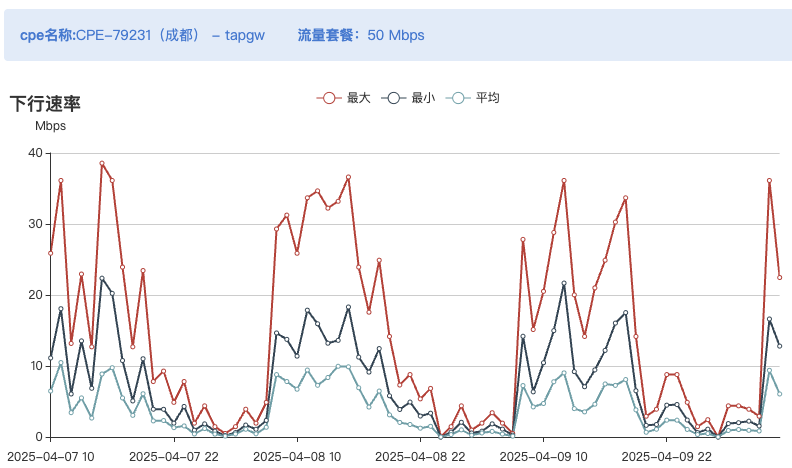 cpe名称:CPE-79231（成都） - tapgw 流量套餐：50 Mbps
下行速率
最大 最小 平均
Mbps
40
30
20
10
0
2025-04-07 10 2025-04-07 22 2025-04-08 10 2025-04-08 22 2025-04-09 10 2025-04-09 22